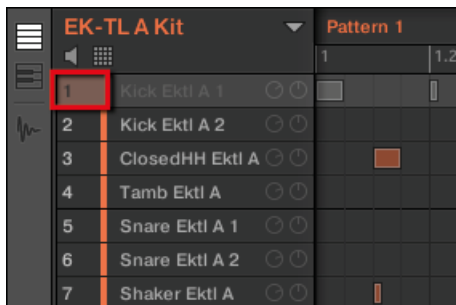 EK-TL A Kit
Pattern 1
1 1.2
1 Kick Ektl A 1
2 Kick Ektl A 2
3 ClosedHH Ektl A
4 Tamb Ektl A
5 Snare Ektl A 1
6 Snare Ektl A 2
7 Shaker Ektl A